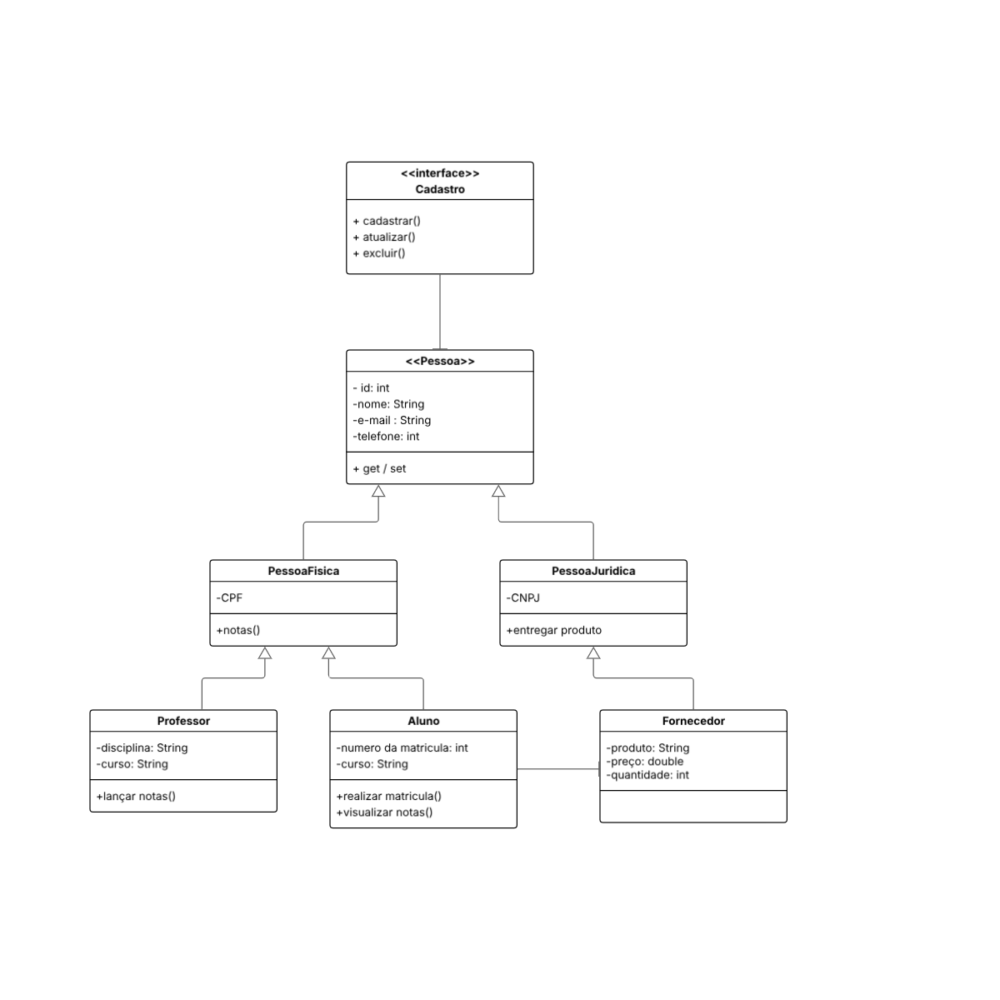 <<interface>>
Cadastro
+ cadastrar()
+ atualizar()
+ excluir()
<<Pessoa>>
- id: int
-nome: String
-e-mail : String
-telefone: int
+ get / set
PessoaFisica
-CPF
+notas()
PessoaJuridica
-CNPJ
+entregar produto
Professor
-disciplina: String
-curso: String
+lançar notas()
Aluno
-numero da matricula: int
-curso: String
+realizar matricula()
+visualizar notas()
Fornecedor
-produto: String
-preço: double
-quantidade: int